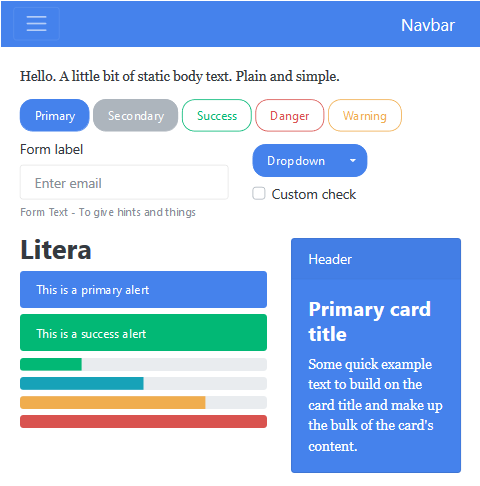 Navbar
Hello. A little bit of static body text. Plain and simple.
Primary Secondary Success Danger Warning
Form label
Enter email
Form Text - To give hints and things
Dropdown
Custom check
Litera
This is a primary alert
This is a success alert
Header
Primary card
title
Some quick example
text to build on the
card title and make up
the bulk of the card's
content.